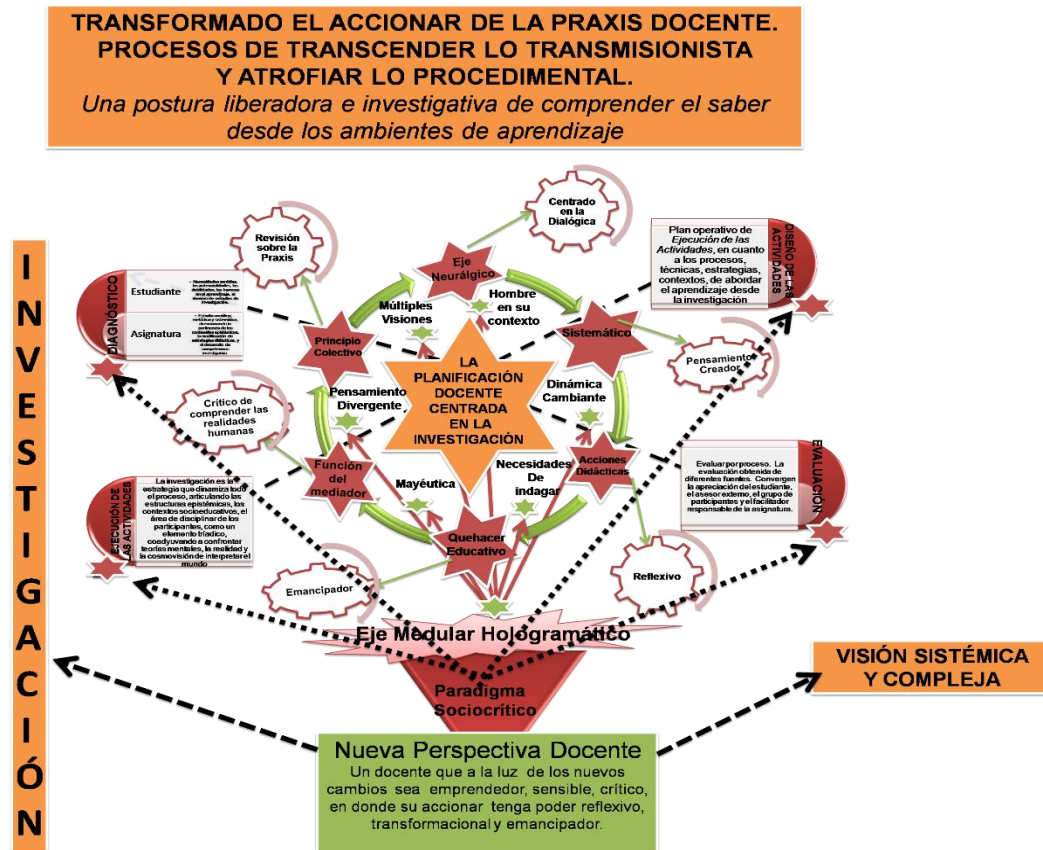 TRANSFORMADO EL ACCIONAR DE LA PRAXIS DOCENTE.
PROCESOS DE TRANSCENDER LO TRANSMISIONISTA
Y ATROFIAR LO PROCEDIMENTAL.
Una postura liberadora e investigativa de comprender el saber
desde los ambientes de aprendizaje
INVESTIGACIÓN
Centrado
en la
Dialógica
Revisión
sobre la
Praxis
Eje
Neurálgico
DIAGNÓSTICO
Estudiante
Asignatura
Plan operativo de
Ejecución de las
Actividades, en cuanto
a los procesos,
técnicas, estrategias,
contextos, de abordar
el aprendizaje desde
la investigación
DISEÑO DE LAS
ACTIVIDADES
Múltiples
Visiones
Hombre
en su
contexto
Principio
Colectivo
Sistemático
Pensamiento
Creador
LA
PLANIFICACIÓN
DOCENTE
CENTRADA
EN LA
INVESTIGACIÓN
Pensamiento
Divergente
Dinámica
Cambiante
Crítico de
comprender las
realidades
humanas
Función
del
mediador
Mayéutica
Necesidades
De
indagar
Acciones
Didácticas
Evaluar por proceso. La
evaluación obtenida de
diferentes fuentes. Convergen
la apreciación del estudiante, el
asesor externo, el grupo de
participantes y el facilitador
responsable de la asignatura.
EVALUACIÓN
EJECUCIÓN DE
LAS ACTIVIDADES
La investigación es la
estrategia que dinamiza todo
el proceso, articulando las
estructuras epistémicas, los
contextos socioeducativos, el
área de disciplinar de los
participantes, como un
elemento tríadico,
coadyuvando a confrontar
teorías mentales, la realidad y
la cosmovisión de interpretar el
mundo
Quehacer
Educativo
Emancipador
Reflexivo
Eje Medular Hologramático
Paradigma
Sociocrítico
VISIÓN SISTÉMICA
Y COMPLEJA
Nueva Perspectiva Docente
Un docente que a la luz de los nuevos
cambios sea emprendedor, sensible, crítico,
en donde su accionar tenga poder reflexivo,
transformacional y emancipador.